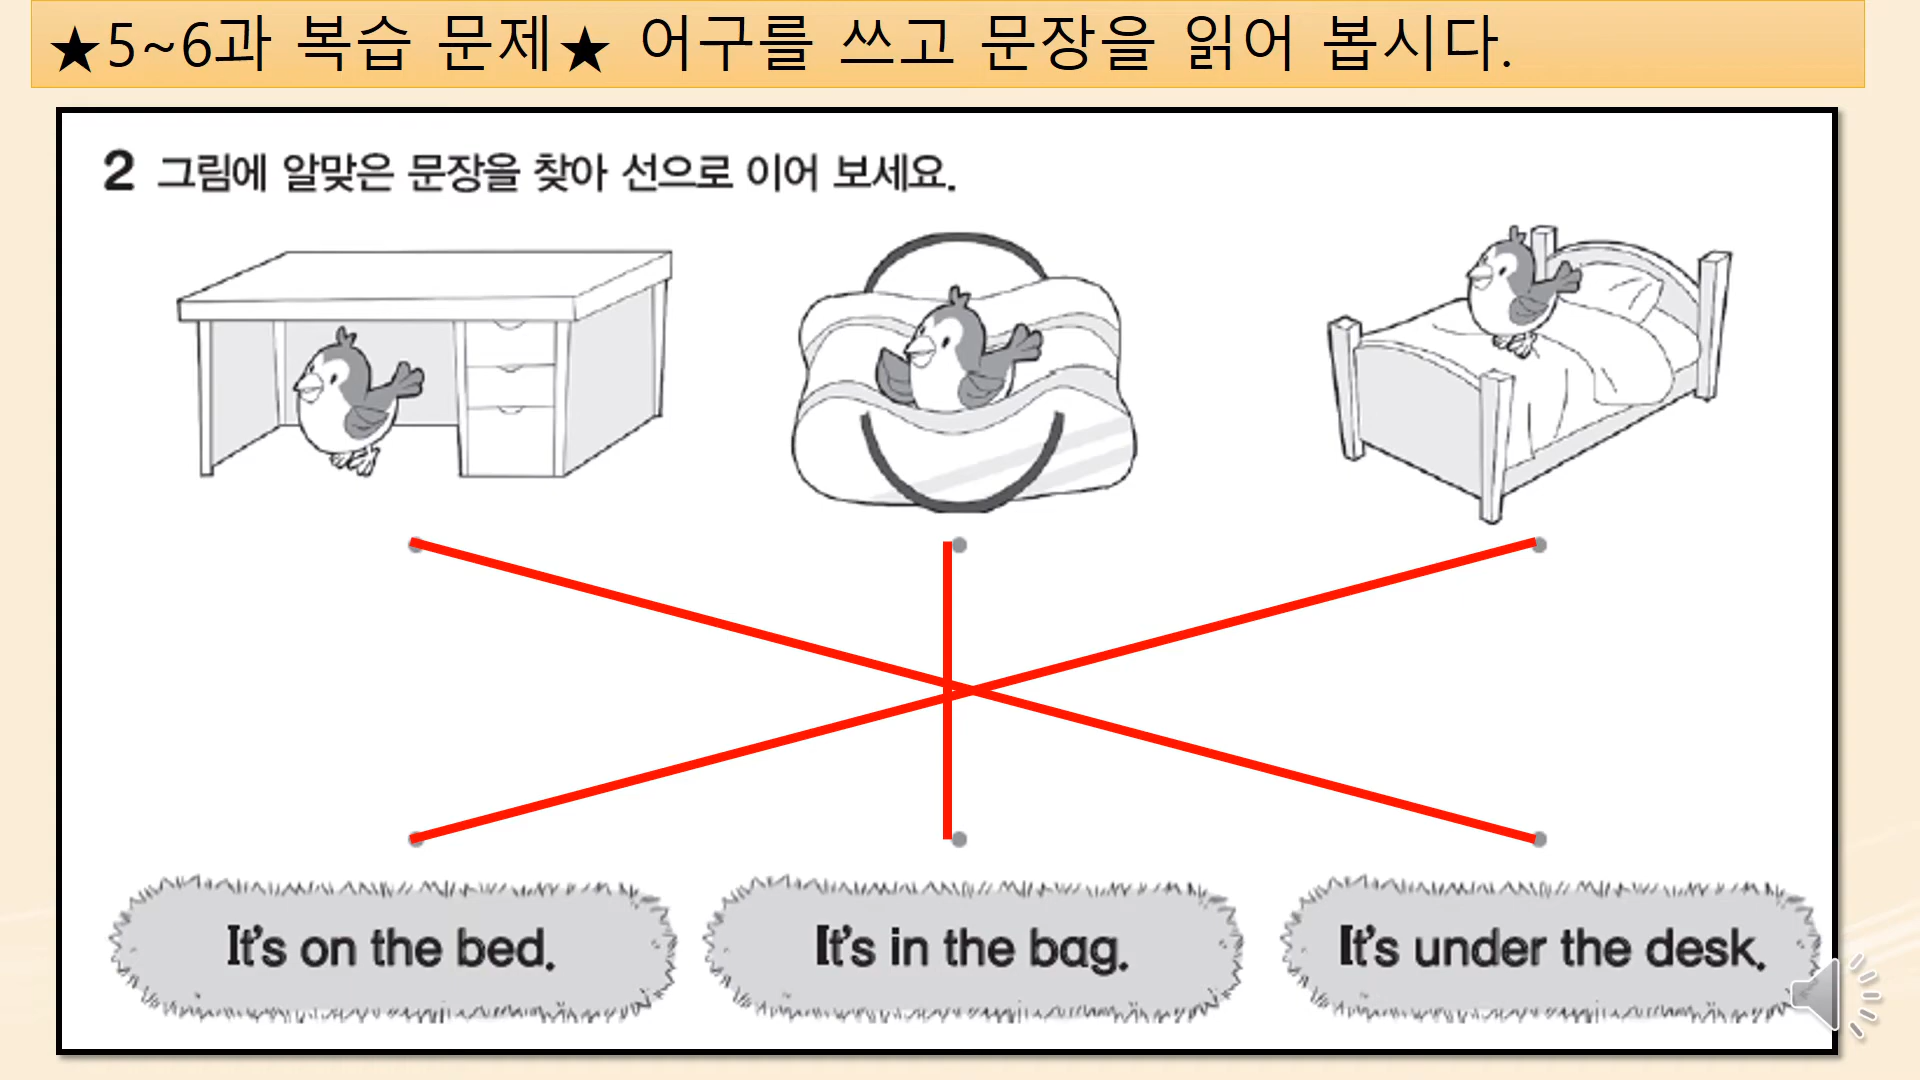 ★5~6과 복습 문제★ 어구를 쓰고 문장을 읽어 봅시다.
2 그림에 알맞은 문장을 찾아 선으로 이어 보세요.
It's on the bed.
It's in the bag.
It's under the desk.